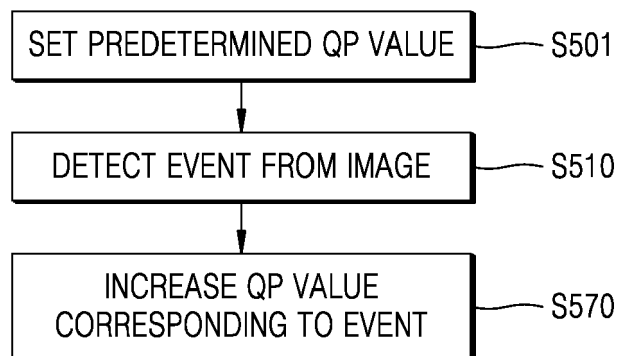 SET PREDETERMINED QP VALUE
S501
DETECT EVENT FROM IMAGE
S510
INCREASE QP VALUE
CORRESPONDING TO EVENT
S570